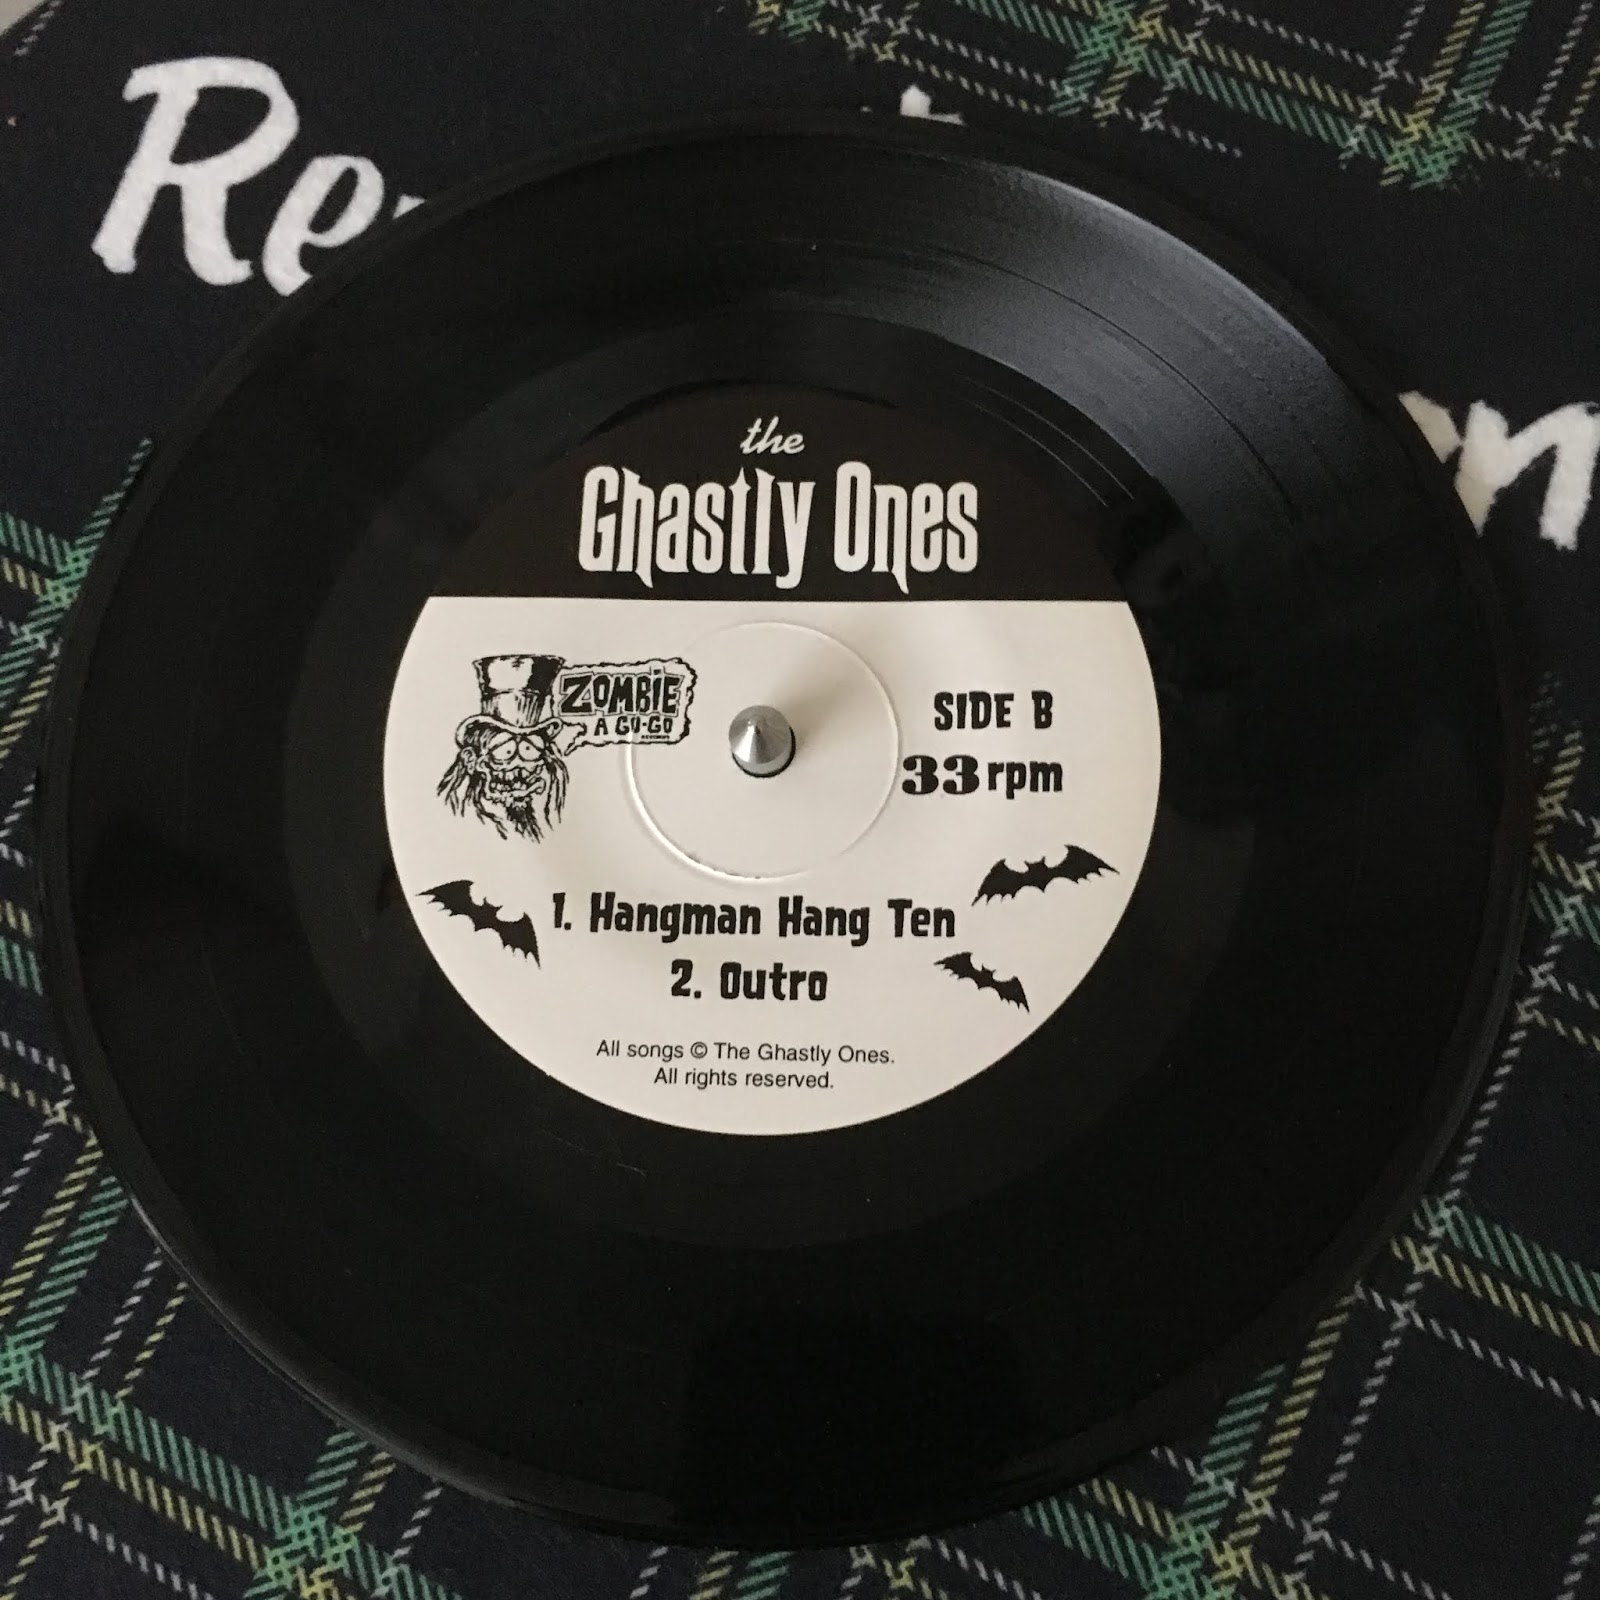 the
Ghastly Ones
ZOMBIE
A GO-GO
RECORDS
SIDE B
33 rpm
1. Hangman Hang Ten
2. Outro
All songs © The Ghastly Ones.
All rights reserved.